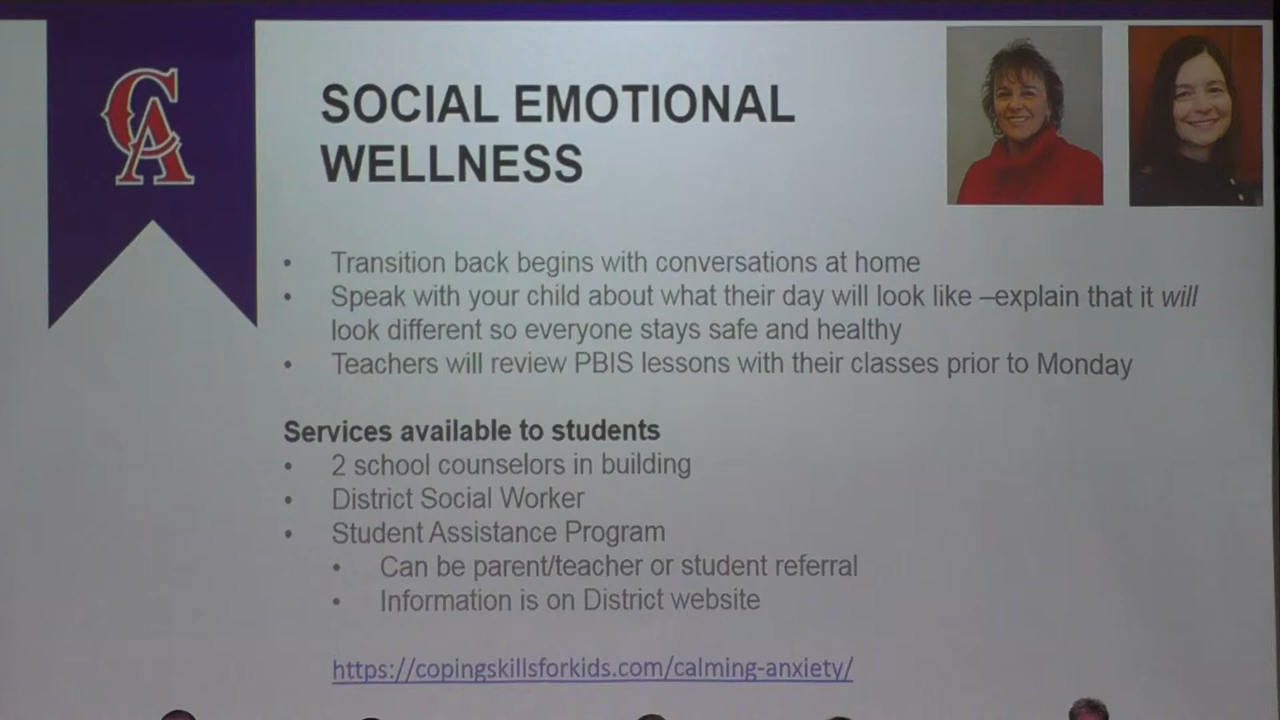 CA
SOCIAL EMOTIONAL
WELLNESS
• Transition back begins with conversations at home
• Speak with your child about what their day will look like –explain that it will
look different so everyone stays safe and healthy
• Teachers will review PBIS lessons with their classes prior to Monday
Services available to students
• 2 school counselors in building
• District Social Worker
• Student Assistance Program
• Can be parent/teacher or student referral
• Information is on District website
https://copingskillsforkids.com/calming-anxiety/